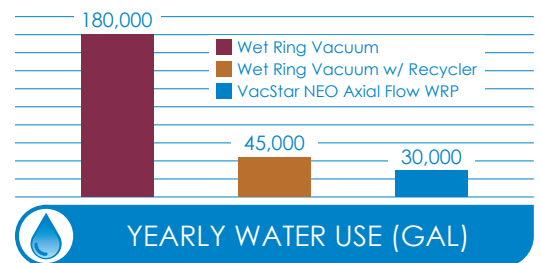 180,000
Wet Ring Vacuum
Wet Ring Vacuum w/ Recycler
VacStar NEO Axial Flow WRP
45,000
30,000
YEARLY WATER USE (GAL)